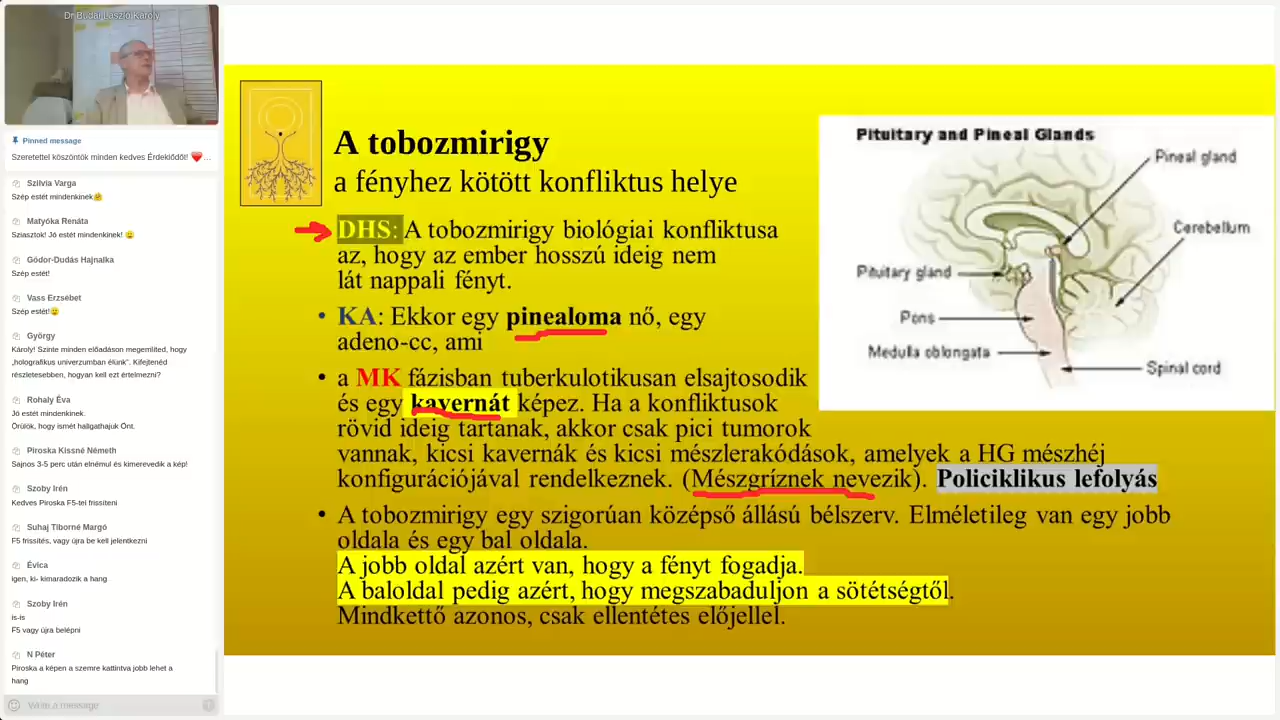 Dr Budai László Károly
Pinned message
Szeretettel köszöntök minden kedves Érdeklődőt! ❤️...
Szilvia Varga
Szép estét mindenkinek🤗
Matyóka Renáta
Sziasztok! Jó estét mindenkinek! 🙂
Gódor-Dudás Hajnalka
Szép estét!
Vass Erzsébet
Szép estét!🙂
György
Károly! Szinte minden előadáson megemlíted, hogy
„holografikus univerzumban élünk". Kifejtenéd
részletesebben, hogyan kell ezt értelmezni?
Rohaly Éva
Jó estét mindenkinek.
Örülök, hogy ismét hallgathajuk Önt.
Piroska Kissné Németh
Sajnos 3-5 perc után elnémul és kimerevedik a kép!
Szoby Irén
Kedves Piroska F5-tel frissíteni
Suhaj Tiborné Margó
F5 frissítés, vagy újra be kell jelentkezni
Évica
igen, ki- kimaradozik a hang
Szoby Irén
is-is
F5 vagy újra belépni
N Péter
Piroska a képen a szemre kattintva jobb lehet a
hang
Write a message
A tobozmirigy
a fényhez kötött konfliktus helye
DHS: A tobozmirigy biológiai konfliktusa
az, hogy az ember hosszú ideig nem
lát nappali fényt.
• KA: Ekkor egy pinealoma nő, egy
adeno-cc, ami
• a MK fázisban tuberkulotikusan elsajtosodik
és egy kavernát képez. Ha a konfliktusok
rövid ideig tartanak, akkor csak pici tumorok
vannak, kicsi kavernák és kicsi mészlerakódások, amelyek a HG mészhéj
konfigurációjával rendelkeznek. (Mészgríznek nevezik). Policiklikus lefolyás
• A tobozmirigy egy szigorúan középső állású bélszerv. Elméletileg van egy jobb
oldala és egy bal oldala.
A jobb oldal azért van, hogy a fényt fogadja.
A baloldal pedig azért, hogy megszabaduljon a sötétségtől.
Mindkettő azonos, csak ellentétes előjellel.
Pituitary and Pineal Glands
Pineal gland
Cerebellum
Pituitary gland
Pons
Medulla oblongata
Spinal cord